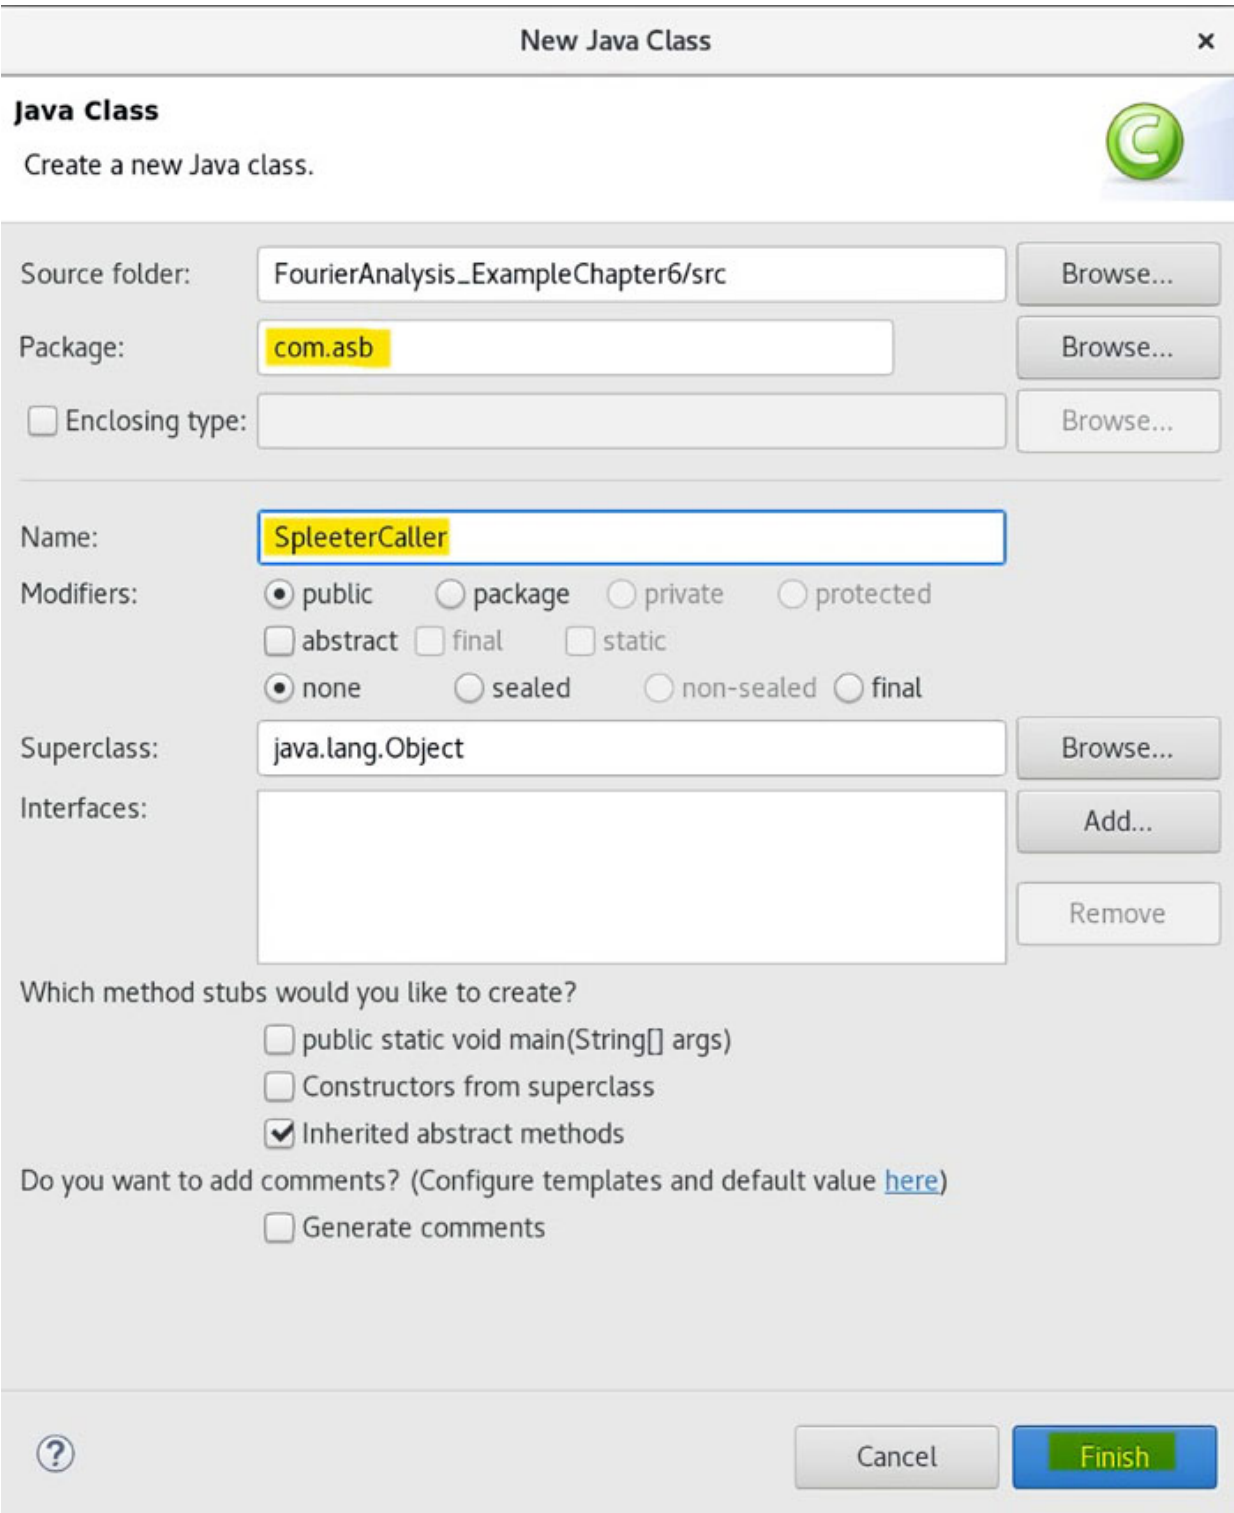 New Java Class ×
Java Class
Create a new Java class.
Source folder: FourierAnalysis_ExampleChapter6/src Browse...
Package: com.asb Browse...
Enclosing type: Browse...
Name: SpleeterCaller
Modifiers: public package private protected
abstract final static
none sealed non-sealed final
Superclass: java.lang.Object Browse...
Interfaces: Add...
Remove
Which method stubs would you like to create?
public static void main(String[] args)
Constructors from superclass
Inherited abstract methods
Do you want to add comments? (Configure templates and default value here)
Generate comments
? Cancel Finish